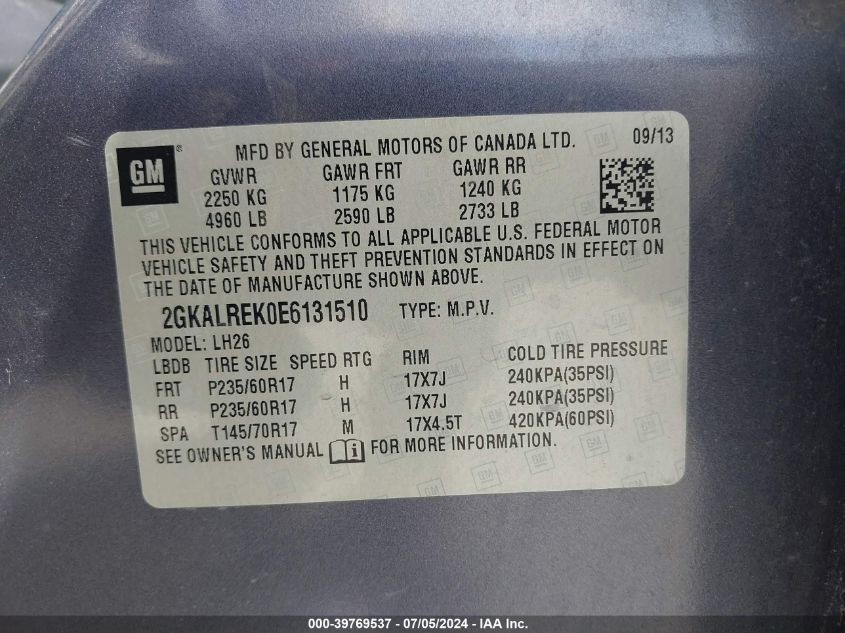 GM ®
MFD BY GENERAL MOTORS OF CANADA LTD. 09/13
GVWR GAWR FRT GAWR RR
2250 KG 1175 KG 1240 KG
4960 LB 2590 LB 2733 LB
THIS VEHICLE CONFORMS TO ALL APPLICABLE U.S. FEDERAL MOTOR
VEHICLE SAFETY AND THEFT PREVENTION STANDARDS IN EFFECT ON
THE DATE OF MANUFACTURE SHOWN ABOVE.
2GKALREK0E6131510 TYPE: M.P.V.
MODEL: LH26
LBDB TIRE SIZE SPEED RTG RIM COLD TIRE PRESSURE
FRT P235/60R17 H 17X7J 240KPA(35PSI)
RR P235/60R17 H 17X7J 240KPA(35PSI)
SPA T145/70R17 M 17X4.5T 420KPA(60PSI)
SEE OWNER'S MANUAL i FOR MORE INFORMATION.
000-39769537 - 07/05/2024 - IAA Inc.